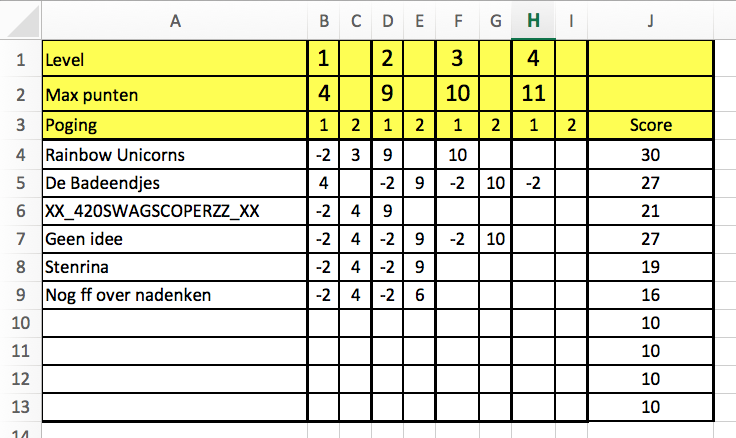 A B C D E F G H I J
1 Level 1 2 3 4
2 Max punten 4 9 10 11
3 Poging 1 2 1 2 1 2 1 2 Score
4 Rainbow Unicorns -2 3 9 10 30
5 De Badeendjes 4 -2 9 -2 10 -2 27
6 XX_420SWAGSCOPERZZ_XX -2 4 9 21
7 Geen idee -2 4 -2 9 -2 10 27
8 Stenrina -2 4 -2 9 19
9 Nog ff over nadenken -2 4 -2 6 16
10 10
11 10
12 10
13 10
14